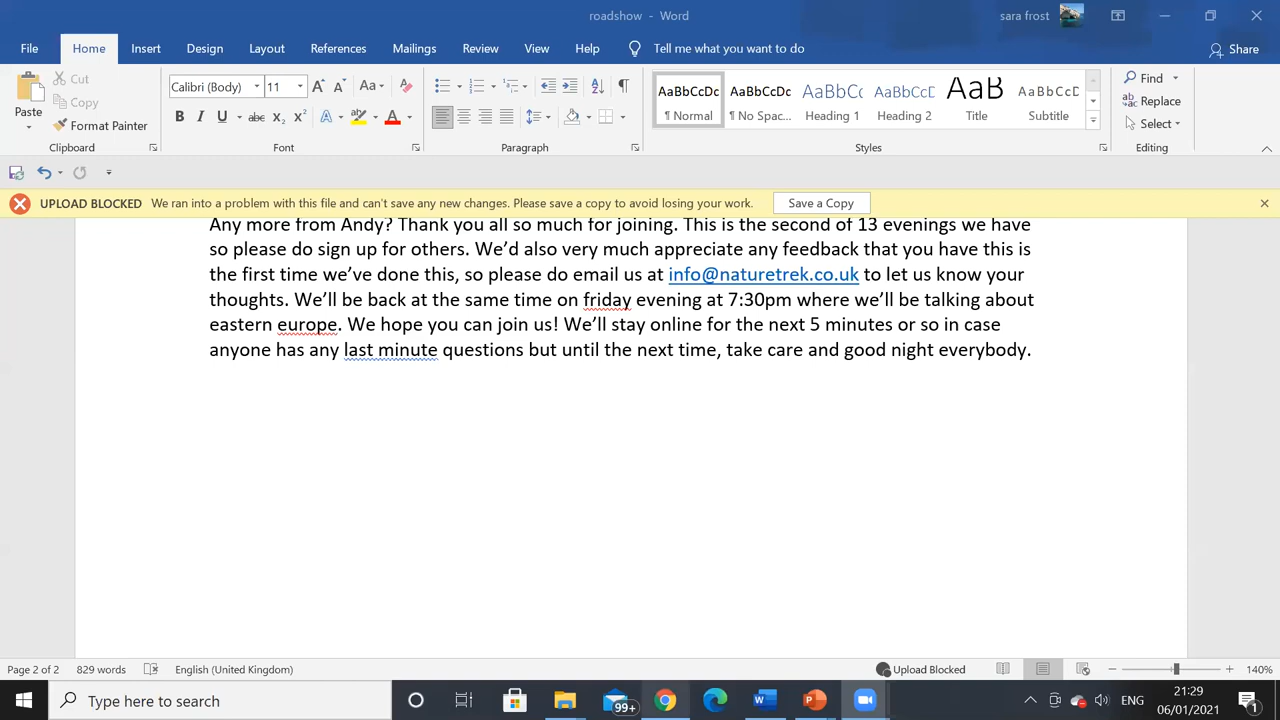 roadshow - Word
sara frost
File Home Insert Design Layout References Mailings Review View Help Tell me what you want to do Share
Paste
Cut
Copy
Format Painter
Clipboard
Calibri (Body) 11
Font
Paragraph
AaBbCcDc AaBbCcDc AaBbCc AaBbCcD AaB AaBbCcD
¶ Normal ¶ No Spac... Heading 1 Heading 2 Title Subtitle
Styles
Find
Replace
Select
Editing
UPLOAD BLOCKED We ran into a problem with this file and can't save any new changes. Please save a copy to avoid losing your work. Save a Copy
Any more from Andy? Thank you all so much for joining. This is the second of 13 evenings we have
so please do sign up for others. We’d also very much appreciate any feedback that you have this is
the first time we’ve done this, so please do email us at info@naturetrek.co.uk to let us know your
thoughts. We’ll be back at the same time on friday evening at 7:30pm where we’ll be talking about
eastern europe. We hope you can join us! We’ll stay online for the next 5 minutes or so in case
anyone has any last minute questions but until the next time, take care and good night everybody.
Page 2 of 2 829 words English (United Kingdom) Upload Blocked 140%
Type here to search
99+
ENG
21:29
06/01/2021
1